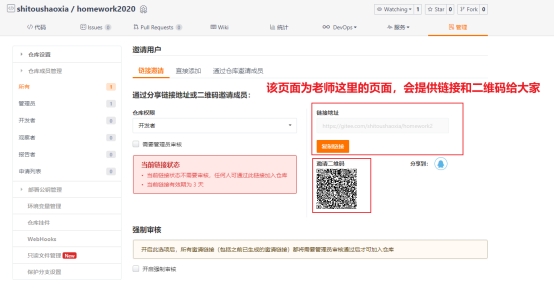 shitoushaoxia / homework2020
Watching 1 Star 0 Fork 0
代码 Issues 0 Pull Requests 0 Wiki 统计 DevOps 服务 管理
仓库设置
仓库成员管理
所有 1
管理员 1
开发者 0
观察者 0
报告者 0
申请列表 0
部署公钥管理
环境变量管理
仓库挂件
WebHooks
只读文件管理 New
保护分支设置
邀请用户
链接邀请 直接添加 通过仓库邀请成员
该页面为老师这里的页面，会提供链接和二维码给大家
通过分享链接地址或二维码邀请成员：
仓库权限
开发者
需要管理员审核
当前链接状态
当前链接状态不需要审核，任何人可通过此链接加入仓库
当前链接有效期为 3 天
链接地址
https://gitee.com/shitoushaoxia/homework2
复制链接
邀请二维码
分享到：
强制审核
开启此选项后，所有邀请链接（包括之前已生成的邀请链接）都将需要管理员审核通过后才可加入仓库
开启强制审核